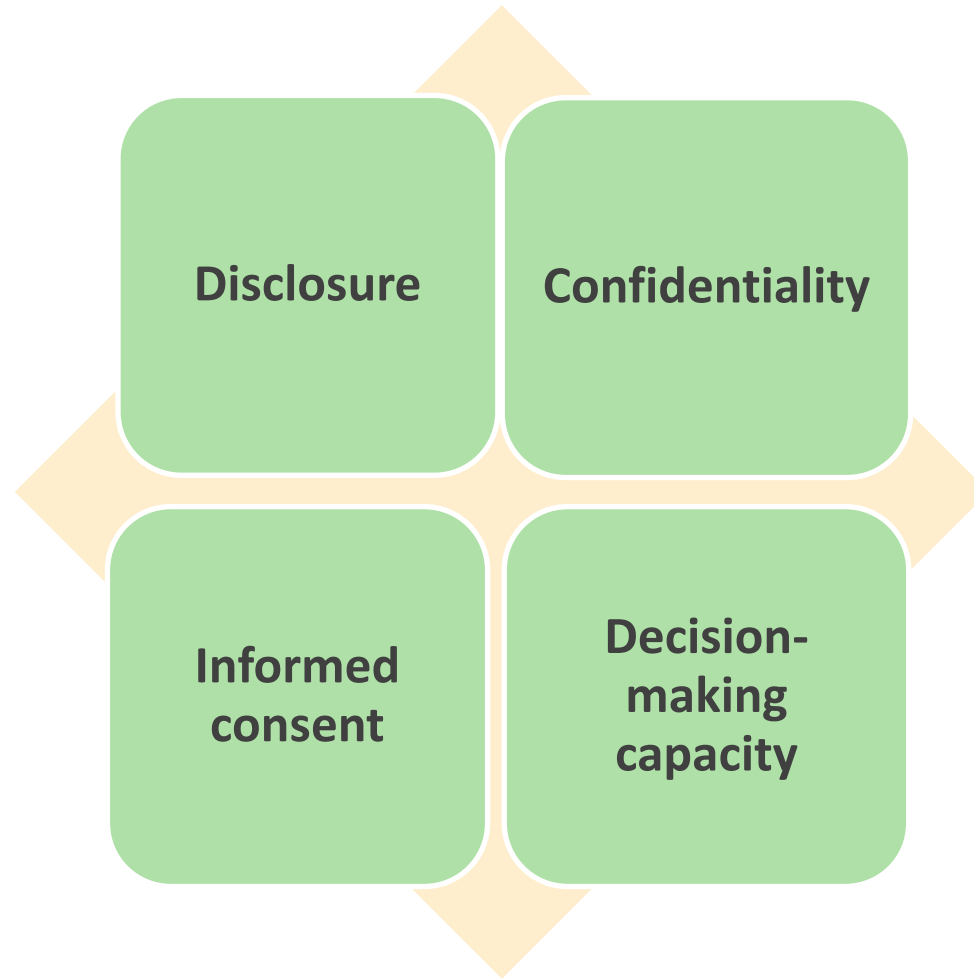 Disclosure
Confidentiality
Informed
consent
Decision-
making
capacity